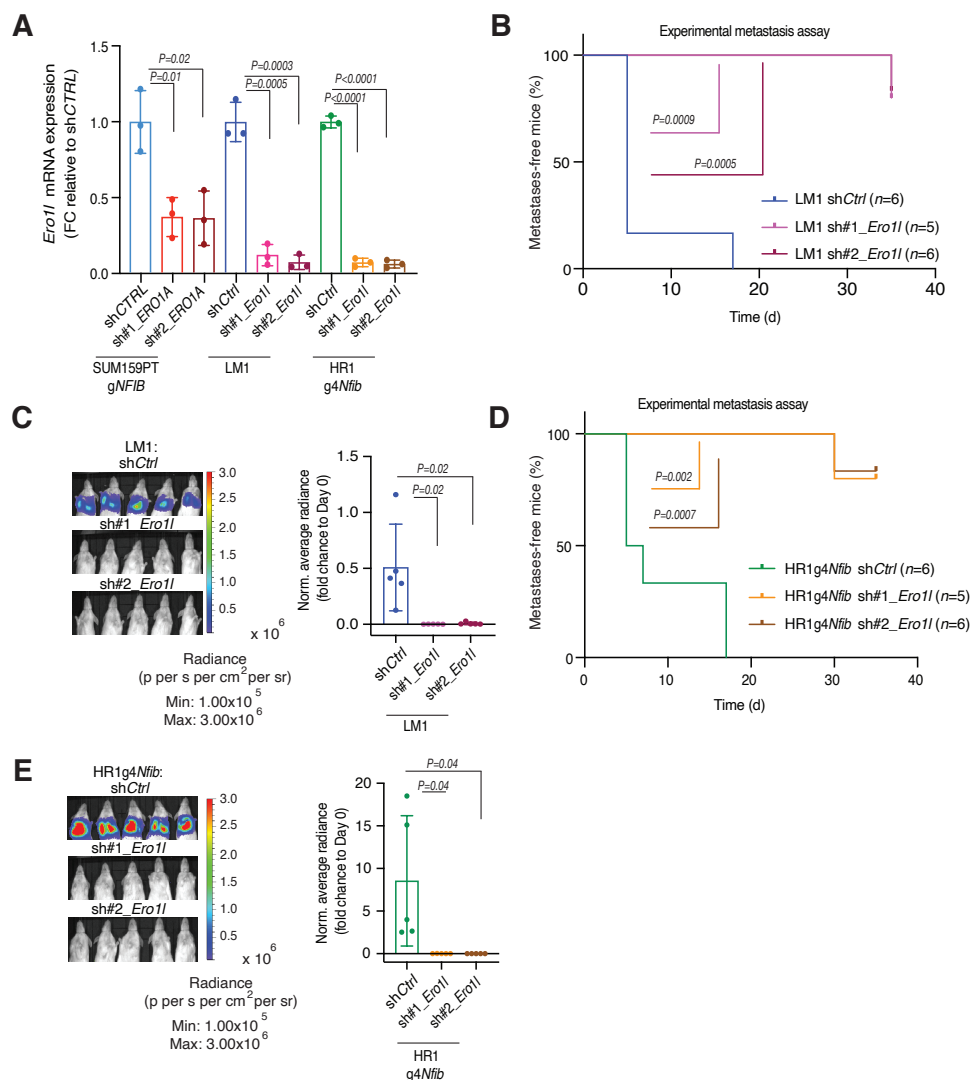 A
Ero1l mRNA expression
(FC relative to shCTRL)
1.5
1.0
0.5
0.0
P=0.02
P=0.01
P=0.0003
P=0.0005
P<0.0001
P<0.0001
shCTRL
sh#1_ERO1A
sh#2_ERO1A
shCtrl
sh#1_Ero1l
sh#2_Ero1l
shCtrl
sh#1_Ero1l
sh#2_Ero1l
SUM159PT
gNFIB
LM1
HR1
g4Nfib
B
Experimental metastasis assay
Metastases-free mice (%)
100
50
0
P=0.0009
P=0.0005
LM1 shCtrl (n=6)
LM1 sh#1_Ero1l (n=5)
LM1 sh#2_Ero1l (n=6)
0
10
20
30
40
Time (d)
C
LM1:
shCtrl
sh#1_Ero1l
sh#2_Ero1l
3.0
2.5
2.0
1.5
1.0
0.5
x 10^6
Radiance
(p per s per cm^2 per sr)
Min: 1.00x10^5
Max: 3.00x10^6
Norm. average radiance
(fold chance to Day 0)
1.5
1.0
0.5
0.0
P=0.02
P=0.02
shCtrl
sh#1_Ero1l
sh#2_Ero1l
LM1
D
Experimental metastasis assay
Metastases-free mice (%)
100
50
0
P=0.002
P=0.0007
HR1g4Nfib shCtrl (n=6)
HR1g4Nfib sh#1_Ero1l (n=5)
HR1g4Nfib sh#2_Ero1l (n=6)
0
10
20
30
40
Time (d)
E
HR1g4Nfib:
shCtrl
sh#1_Ero1l
sh#2_Ero1l
3.0
2.5
2.0
1.5
1.0
0.5
x 10^6
Radiance
(p per s per cm^2 per sr)
Min: 1.00x10^5
Max: 3.00x10^6
Norm. average radiance
(fold chance to Day 0)
20
15
10
5
0
P=0.04
P=0.04
shCtrl
sh#1_Ero1l
sh#2_Ero1l
HR1
g4Nfib